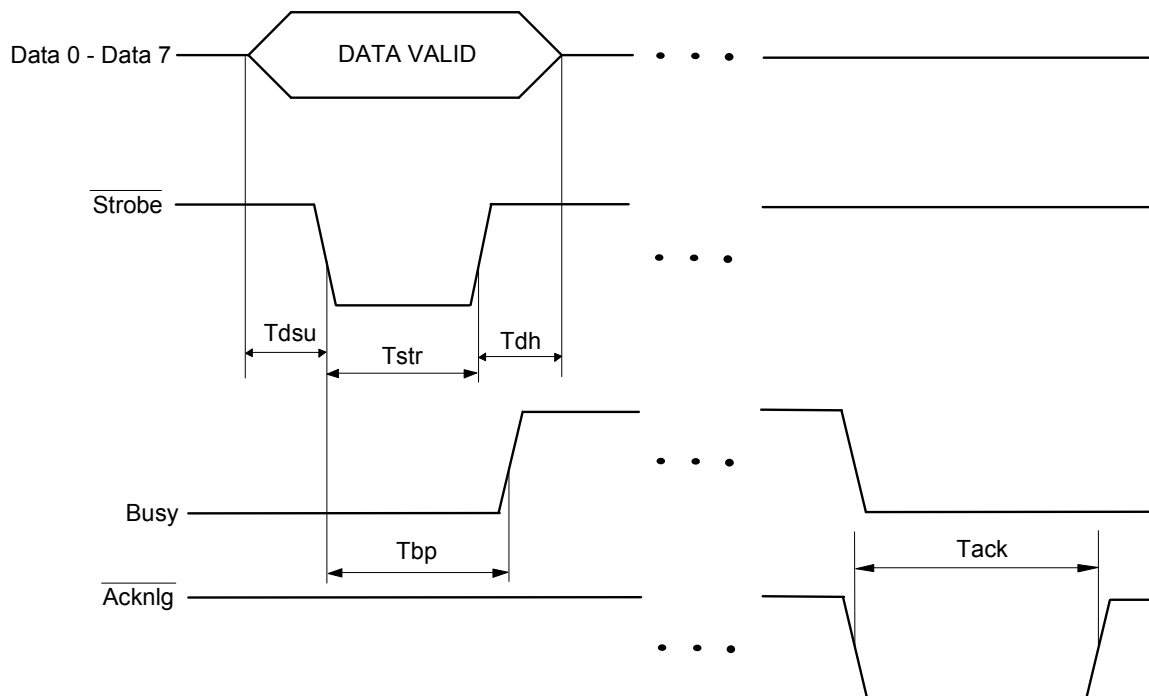 Data 0 - Data 7
DATA VALID
Strobe
Tdsu
Tstr
Tdh
Busy
Tbp
Tack
Acknlg